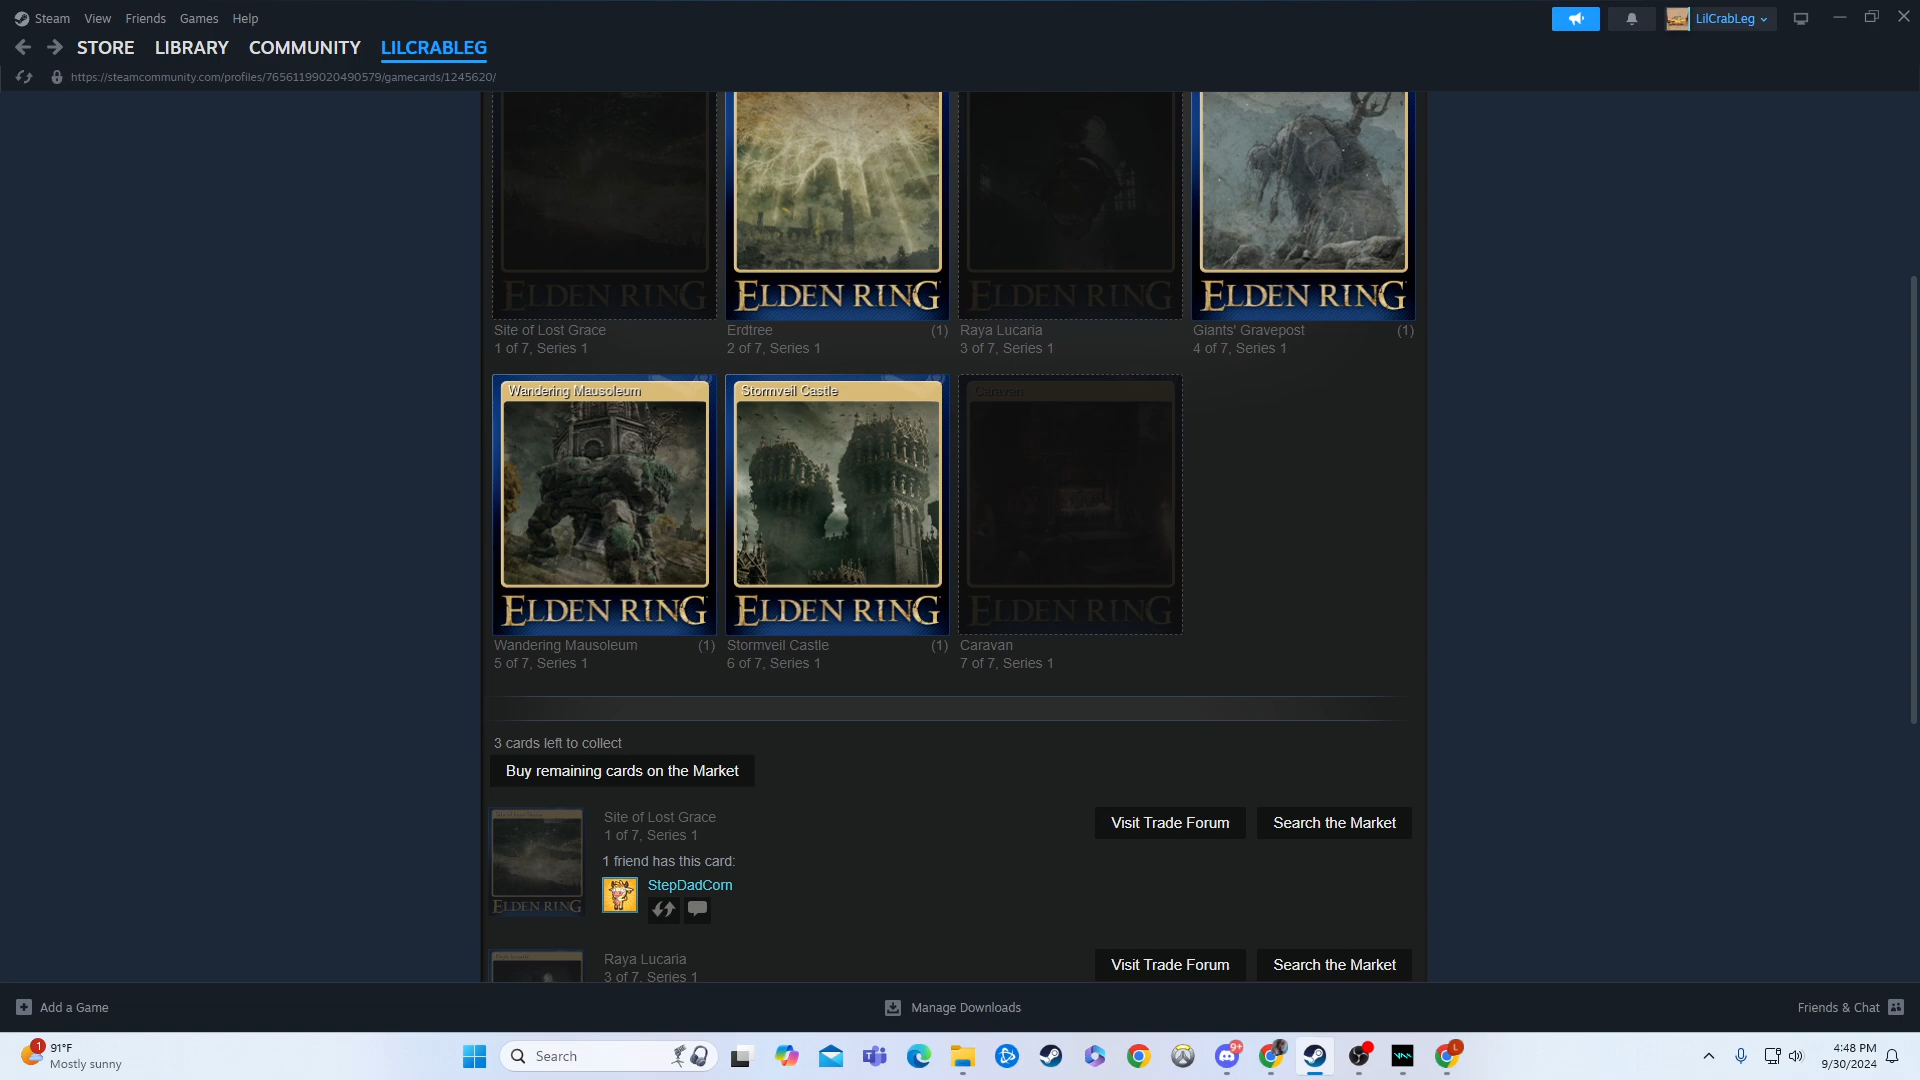 Steam View Friends Games Help
LilCrabLeg
STORE LIBRARY COMMUNITY LILCRABLEG
https://steamcommunity.com/profiles/76561199020490579/gamecards/1245620/
ELDEN RING ELDEN RING ELDEN RING ELDEN RING
Site of Lost Grace Erdtree (1) Raya Lucaria Giants' Gravepost (1)
1 of 7, Series 1 2 of 7, Series 1 3 of 7, Series 1 4 of 7, Series 1
Wandering Mausoleum Stormveil Castle Caravan
ELDEN RING ELDEN RING ELDEN RING
Wandering Mausoleum (1) Stormveil Castle (1) Caravan
5 of 7, Series 1 6 of 7, Series 1 7 of 7, Series 1
3 cards left to collect
Buy remaining cards on the Market
Site of Lost Grace
1 of 7, Series 1
Visit Trade Forum Search the Market
1 friend has this card:
StepDadCorn
ELDEN RING
Raya Lucaria
3 of 7, Series 1
Visit Trade Forum Search the Market
Add a Game Manage Downloads Friends & Chat
1 91°F
Mostly sunny
Search
9+
4:48 PM
9/30/2024